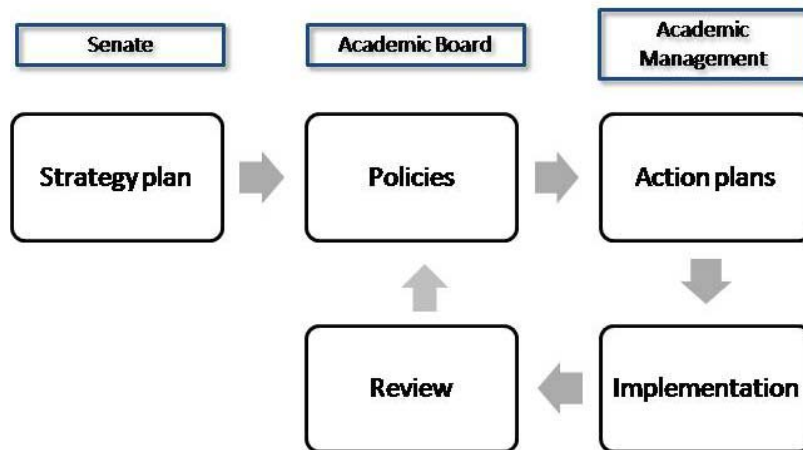 Senate
Academic Board
Academic
Management
Strategy plan
Policies
Action plans
Review
Implementation